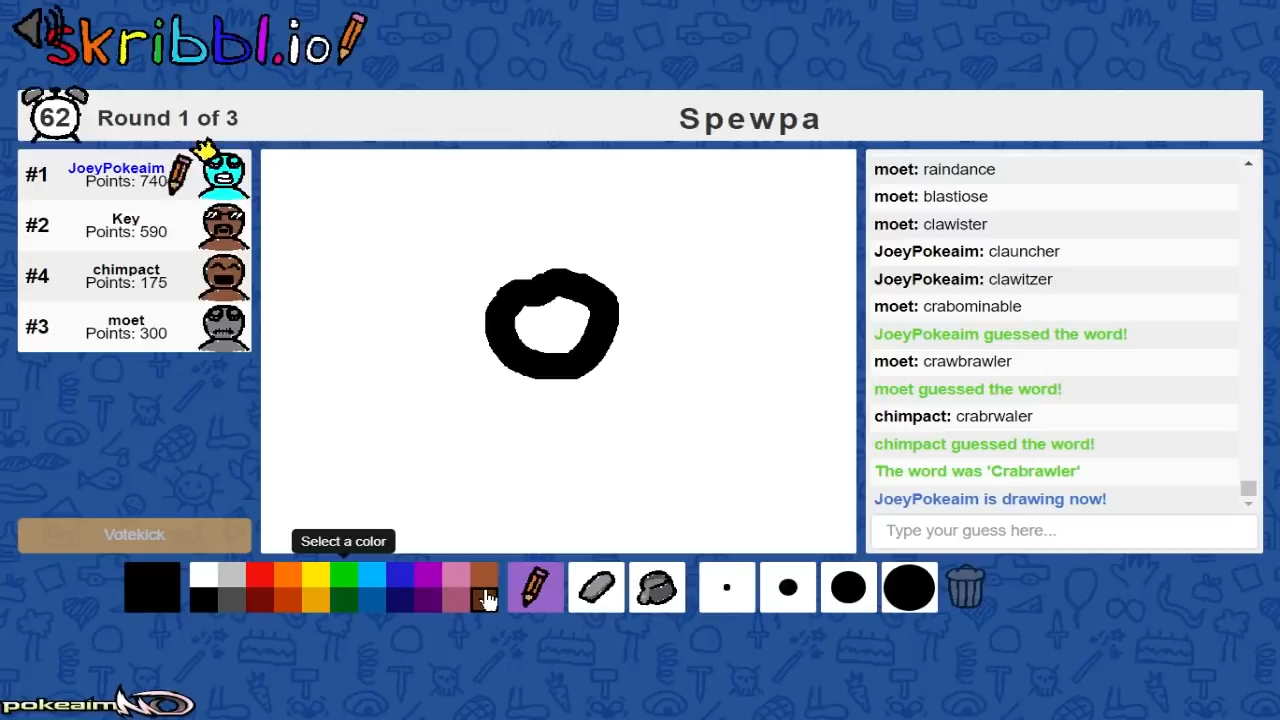 skribbl.io
62
Round 1 of 3
Spewpa
#1
JoeyPokeaim
Points: 740
#2
Key
Points: 590
#4
chimpact
Points: 175
#3
moet
Points: 300
Votekick
moet: raindance
moet: blastiose
moet: clawister
JoeyPokeaim: clauncher
JoeyPokeaim: clawitzer
moet: crabominable
JoeyPokeaim guessed the word!
moet: crawbrawler
moet guessed the word!
chimpact: crabrwaler
chimpact guessed the word!
The word was 'Crabrawler'
JoeyPokeaim is drawing now!
Type your guess here...
Select a color
pokeaimNO